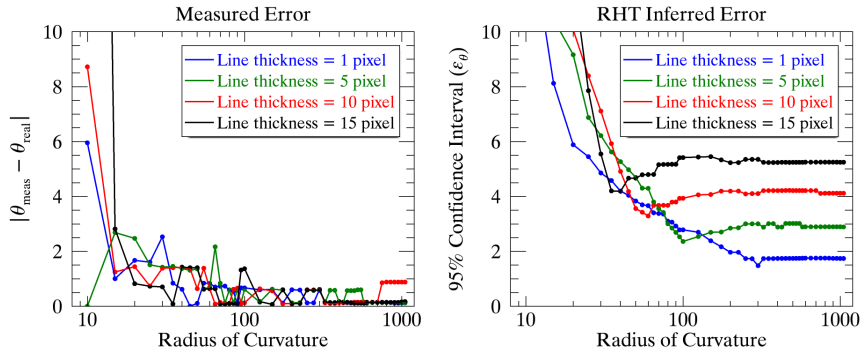 Measured Error
RHT Inferred Error
|θmeas − θreal|
10
8
6
4
2
0
Line thickness = 1 pixel
Line thickness = 5 pixel
Line thickness = 10 pixel
Line thickness = 15 pixel
10
100
1000
Radius of Curvature
95% Confidence Interval (εθ)
10
8
6
4
2
0
Line thickness = 1 pixel
Line thickness = 5 pixel
Line thickness = 10 pixel
Line thickness = 15 pixel
10
100
1000
Radius of Curvature